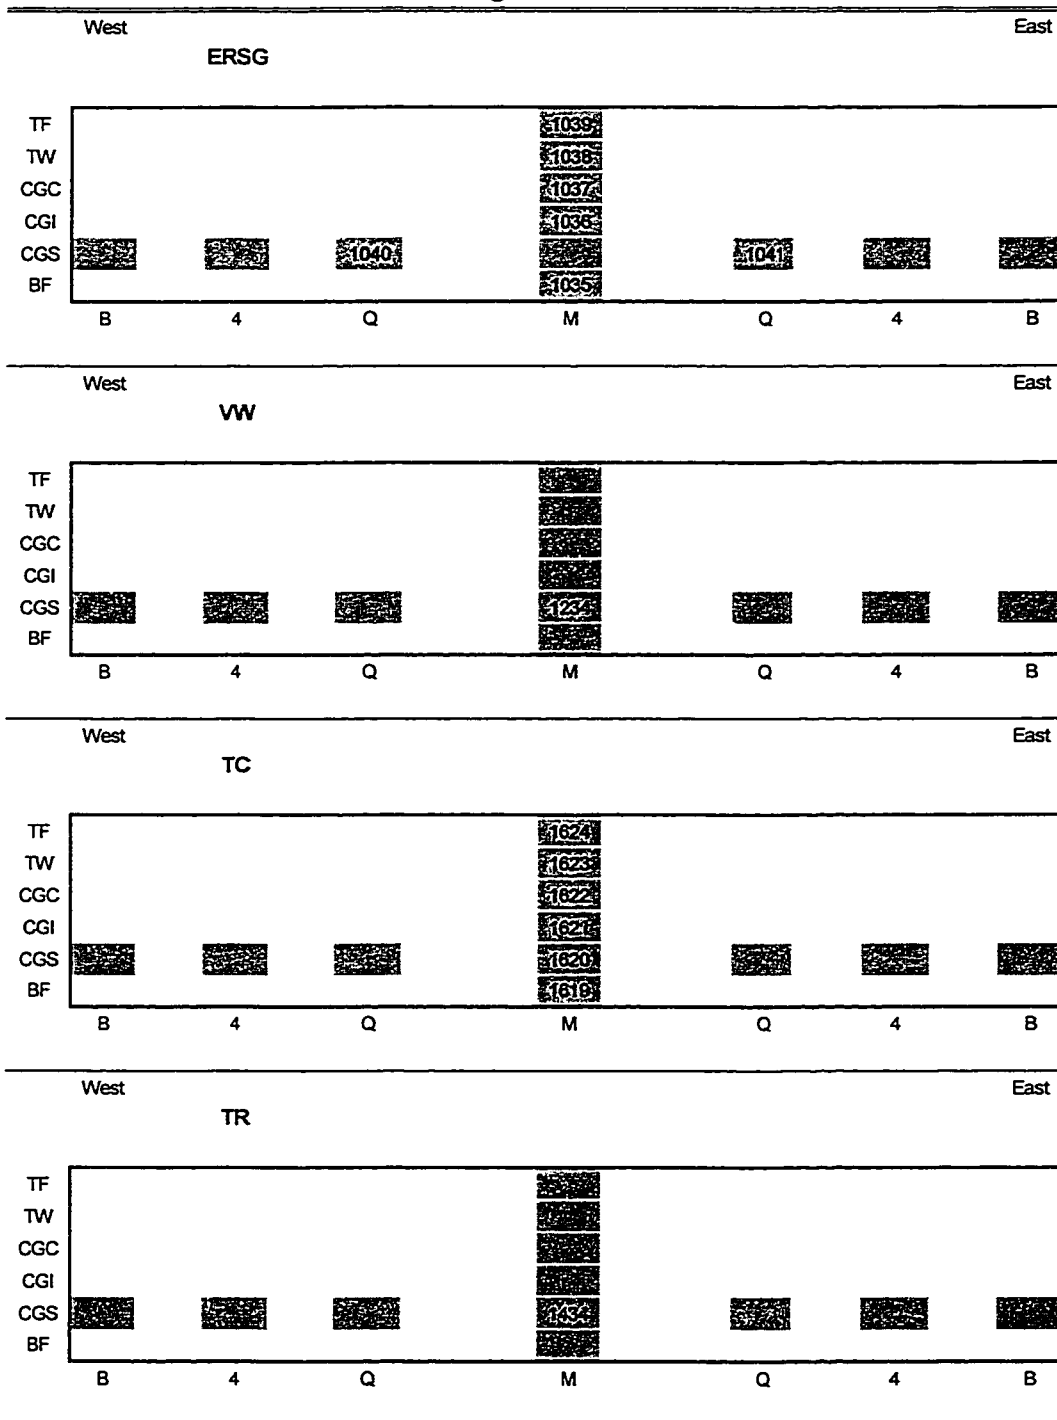 West East
ERSG
TF 1039
TW 1038
CGC 1037
CGI 1036
CGS 1040 1041
BF 1035
B 4 Q M Q 4 B
West East
VW
TF
TW
CGC
CGI
CGS 1234
BF
B 4 Q M Q 4 B
West East
TC
TF 1624
TW 1623
CGC 1622
CGI 1621
CGS 1620
BF 1619
B 4 Q M Q 4 B
West East
TR
TF
TW
CGC
CGI
CGS 1434
BF
B 4 Q M Q 4 B